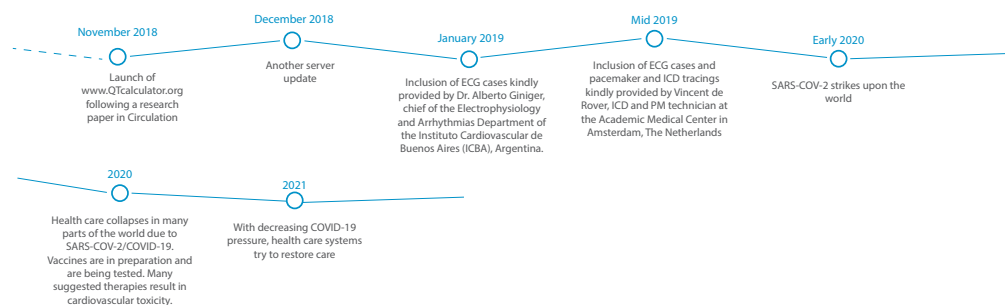 November 2018
Launch of
www.QTcalculator.org
following a research
paper in Circulation
December 2018
Another server
update
January 2019
Inclusion of ECG cases kindly
provided by Dr. Alberto Giniger,
chief of the Electrophysiology
and Arrhythmias Department of
the Instituto Cardiovascular de
Buenos Aires (ICBA), Argentina.
Mid 2019
Inclusion of ECG cases and
pacemaker and ICD tracings
kindly provided by Vincent de
Rover, ICD and PM technician at
the Academic Medical Center in
Amsterdam, The Netherlands
Early 2020
SARS-COV-2 strikes upon the
world
2020
Health care collapses in many
parts of the world due to
SARS-COV-2/COVID-19.
Vaccines are in preparation and
are being tested. Many
suggested therapies result in
cardiovascular toxicity.
2021
With decreasing COVID-19
pressure, health care systems
try to restore care